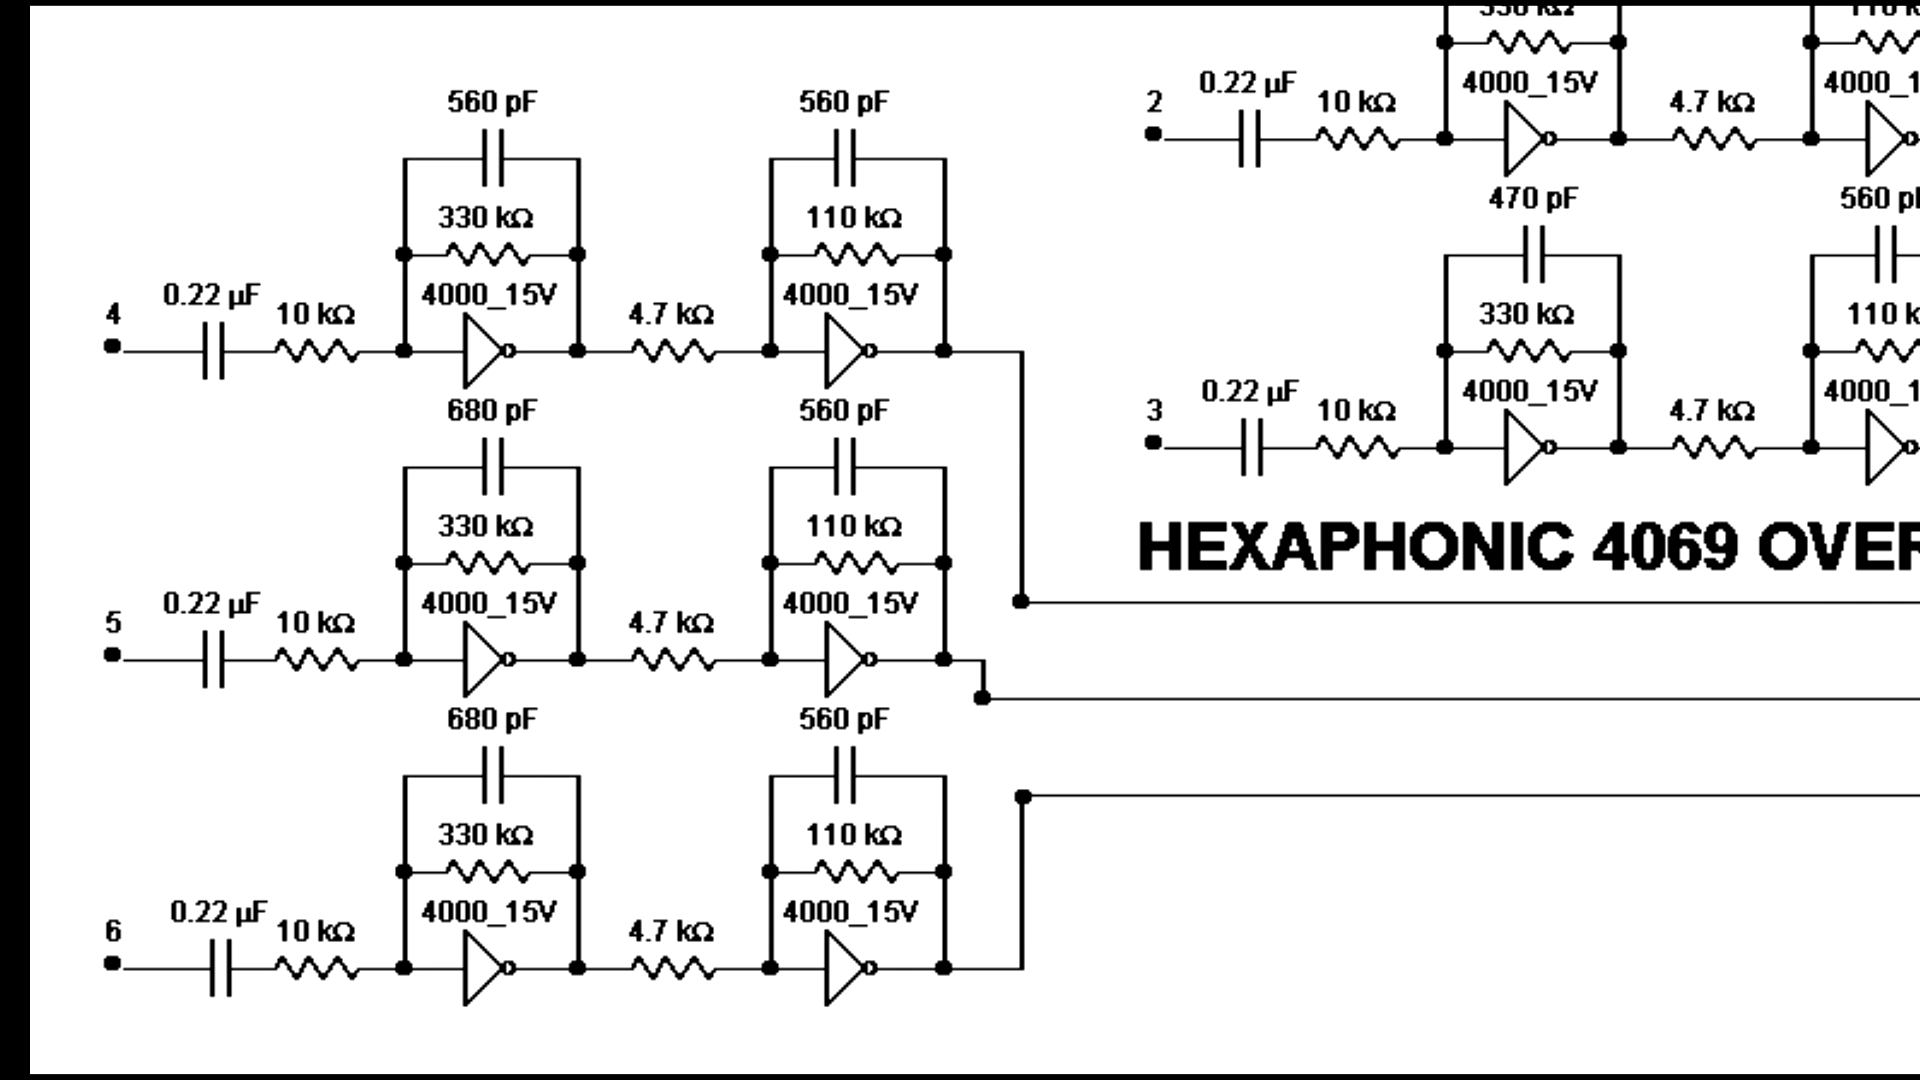 560 pF
560 pF
330 kΩ
110 kΩ
4 0.22 µF 10 kΩ 4000_15V 4.7 kΩ 4000_15V
680 pF
560 pF
330 kΩ
110 kΩ
5 0.22 µF 10 kΩ 4000_15V 4.7 kΩ 4000_15V
680 pF
560 pF
330 kΩ
110 kΩ
6 0.22 µF 10 kΩ 4000_15V 4.7 kΩ 4000_15V
330 kΩ
2 0.22 µF 10 kΩ 4000_15V 4.7 kΩ 4000_1
470 pF
560 p
330 kΩ
110 k
3 0.22 µF 10 kΩ 4000_15V 4.7 kΩ 4000_1
HEXAPHONIC 4069 OVER